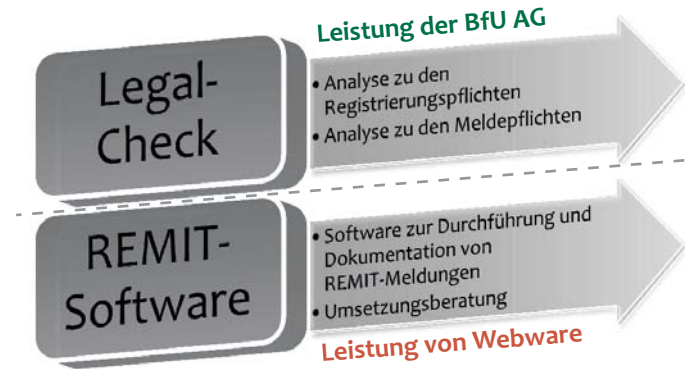 Leistung der BfU AG
Legal-
Check
• Analyse zu den
Registrierungspflichten
• Analyse zu den Meldepflichten
REMIT-
Software
• Software zur Durchführung und
Dokumentation von
REMIT-Meldungen
• Umsetzungsberatung
Leistung von Webware